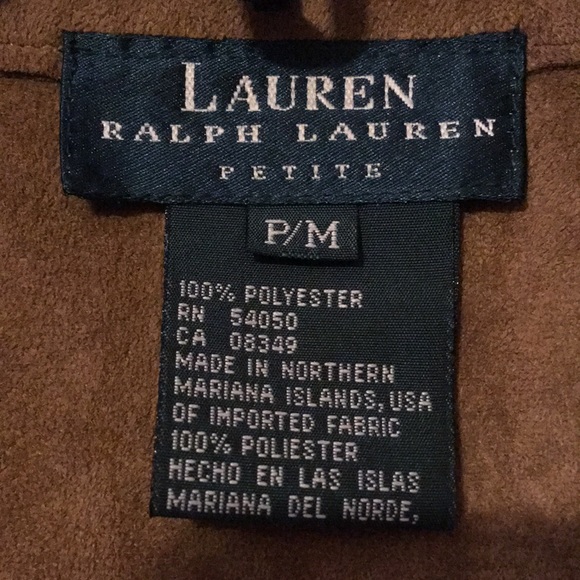 LAUREN
RALPH LAUREN
PETITE
P/M
100% POLYESTER
RN 54050
CA 08349
MADE IN NORTHERN
MARIANA ISLANDS, USA
OF IMPORTED FABRIC
100% POLIESTER
HECHO EN LAS ISLAS
MARIANA DEL NORDE,